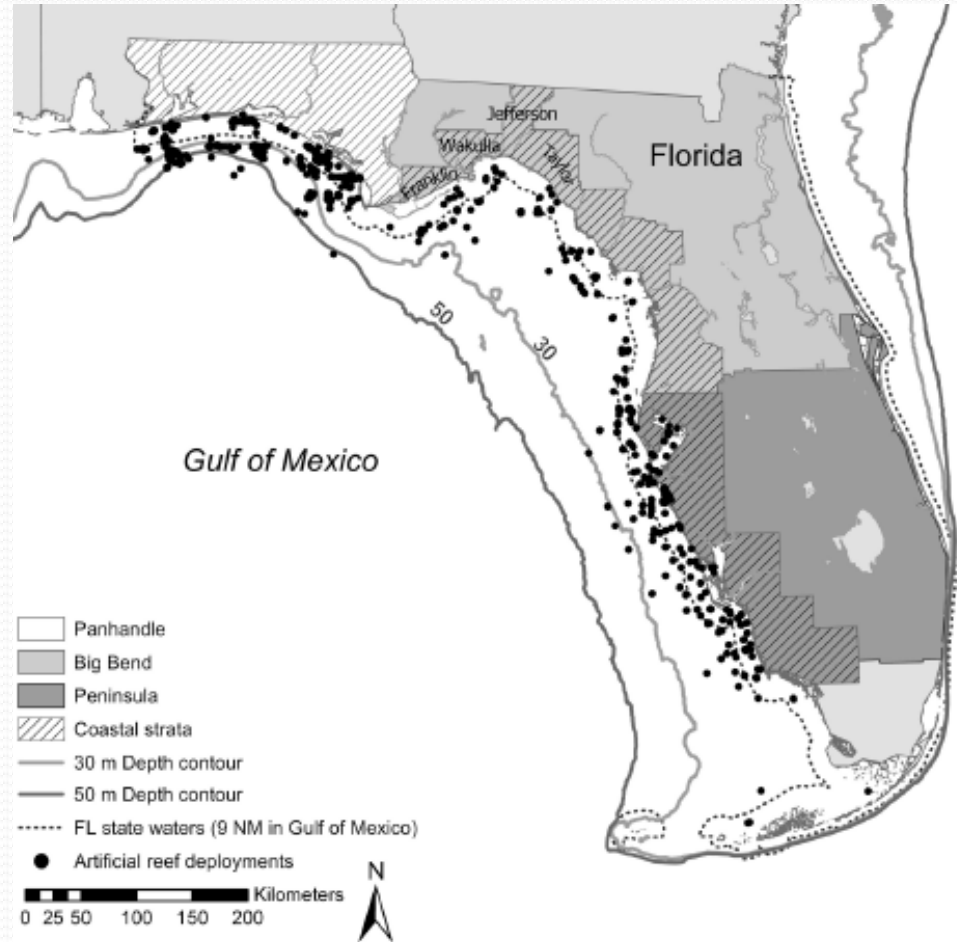 Jefferson
Wakulla
Taylor
Franklin
Florida
50
30
Gulf of Mexico
Panhandle
Big Bend
Peninsula
Coastal strata
30 m Depth contour
50 m Depth contour
FL state waters (9 NM in Gulf of Mexico)
Artificial reef deployments
Kilometers
0 25 50 100 150 200
N